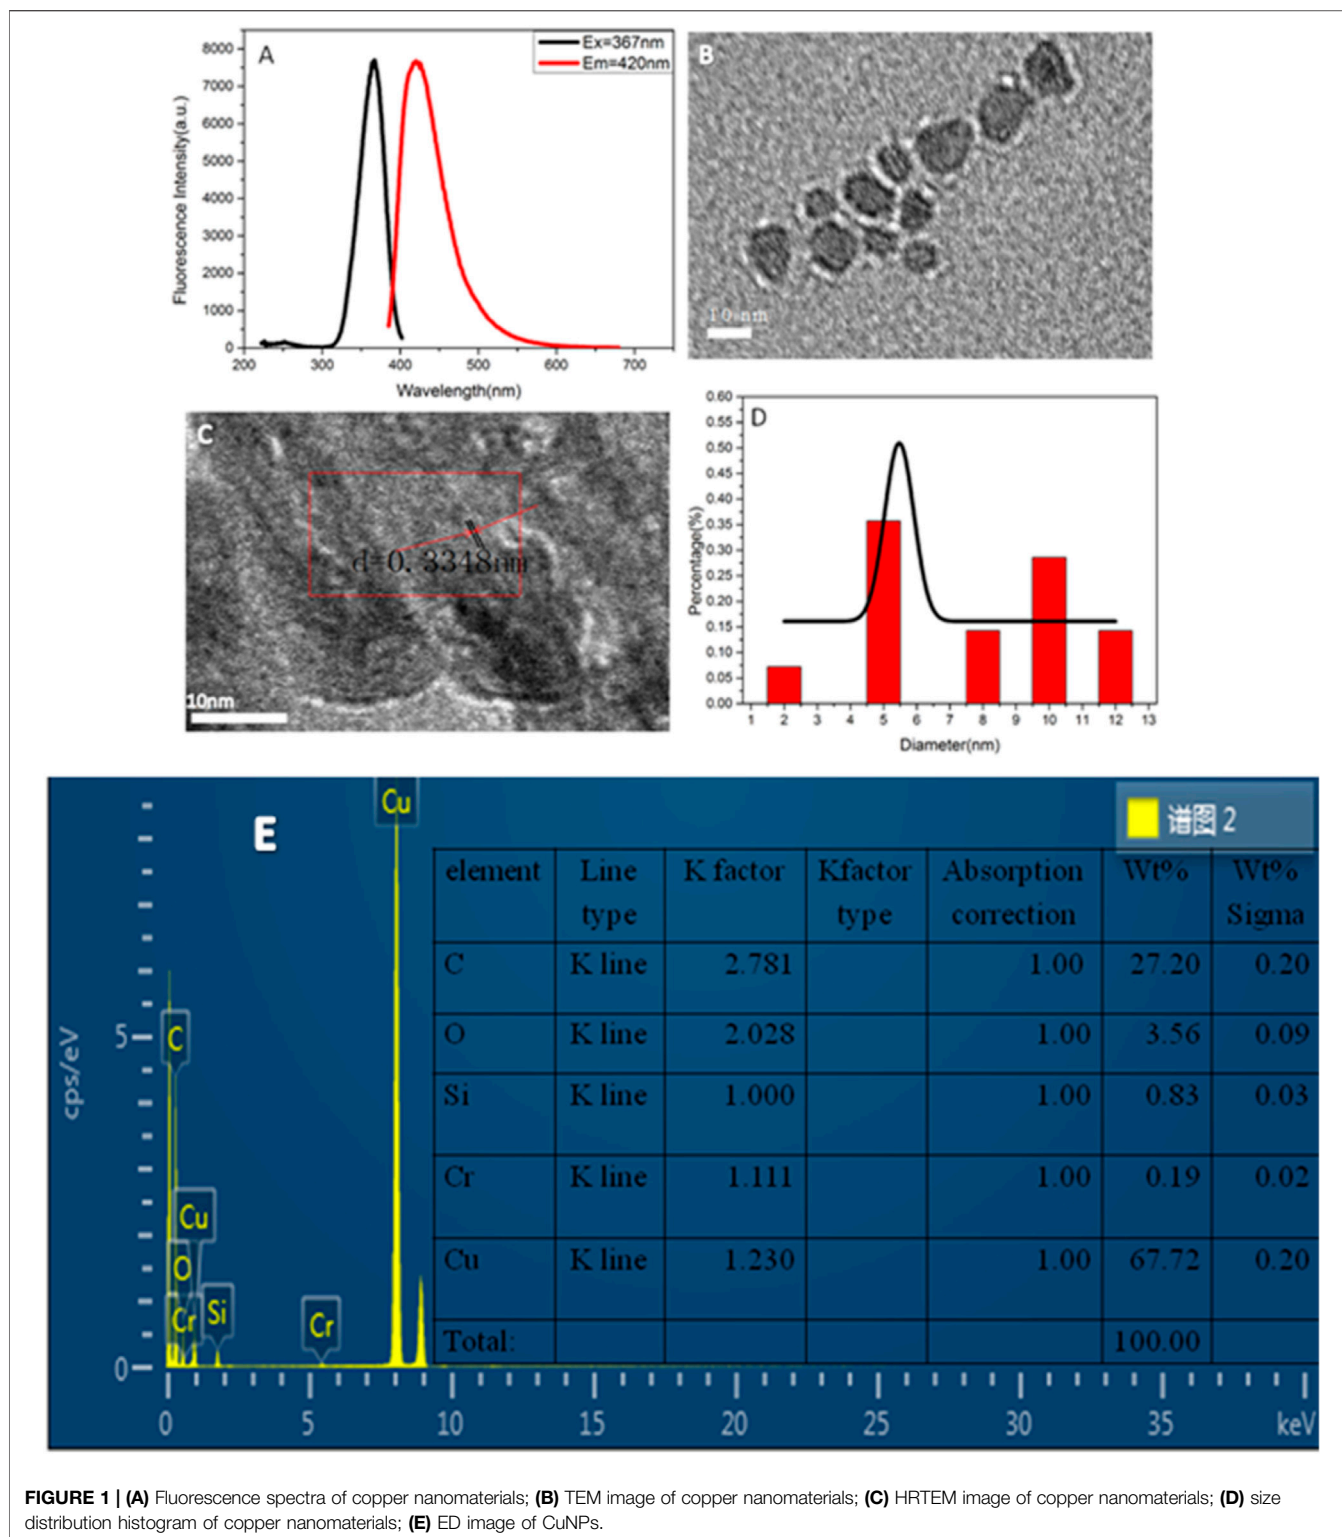 A
Ex=367nm
Em=420nm
8000
7000
6000
5000
4000
3000
2000
1000
0
Fluorescence Intensity(a.u.)
200 300 400 500 600 700
Wavelength(nm)
B
10 nm
C
d=0.3348nm
10nm
D
0.60
0.55
0.50
0.45
0.40
0.35
0.30
0.25
0.20
0.15
0.10
0.05
0.00
Percentage(%)
1 2 3 4 5 6 7 8 9 10 11 12 13
Diameter(nm)
E
谱图 2
Cu
C
Cu
O
Cr
Si
Cr
cps/eV
5
0
0 5 10 15 20 25 30 35 keV
element Line type K factor Kfactor type Absorption correction Wt% Wt% Sigma
C K line 2.781 1.00 27.20 0.20
O K line 2.028 1.00 3.56 0.09
Si K line 1.000 1.00 0.83 0.03
Cr K line 1.111 1.00 0.19 0.02
Cu K line 1.230 1.00 67.72 0.20
Total: 100.00
FIGURE 1 | (A) Fluorescence spectra of copper nanomaterials; (B) TEM image of copper nanomaterials; (C) HRTEM image of copper nanomaterials; (D) size
distribution histogram of copper nanomaterials; (E) ED image of CuNPs.